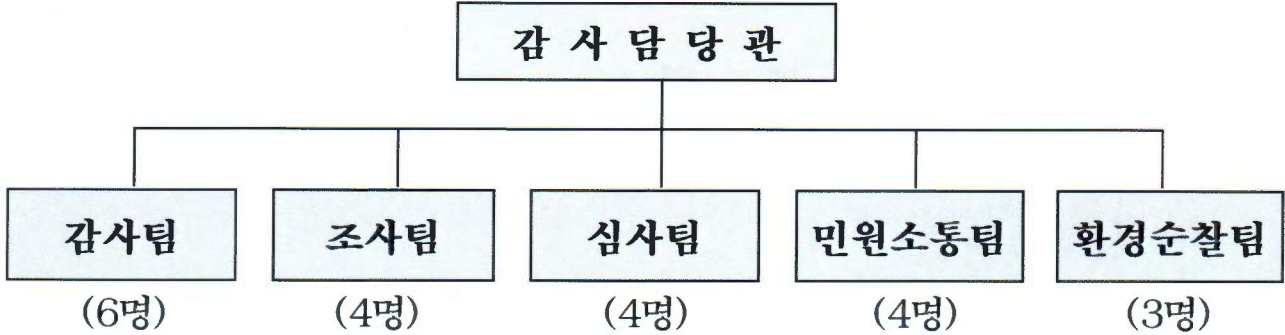 감 사 담 당 관
감사팀 조사팀 심사팀 민원소통팀 환경순찰팀
(6명) (4명) (4명) (4명) (3명)